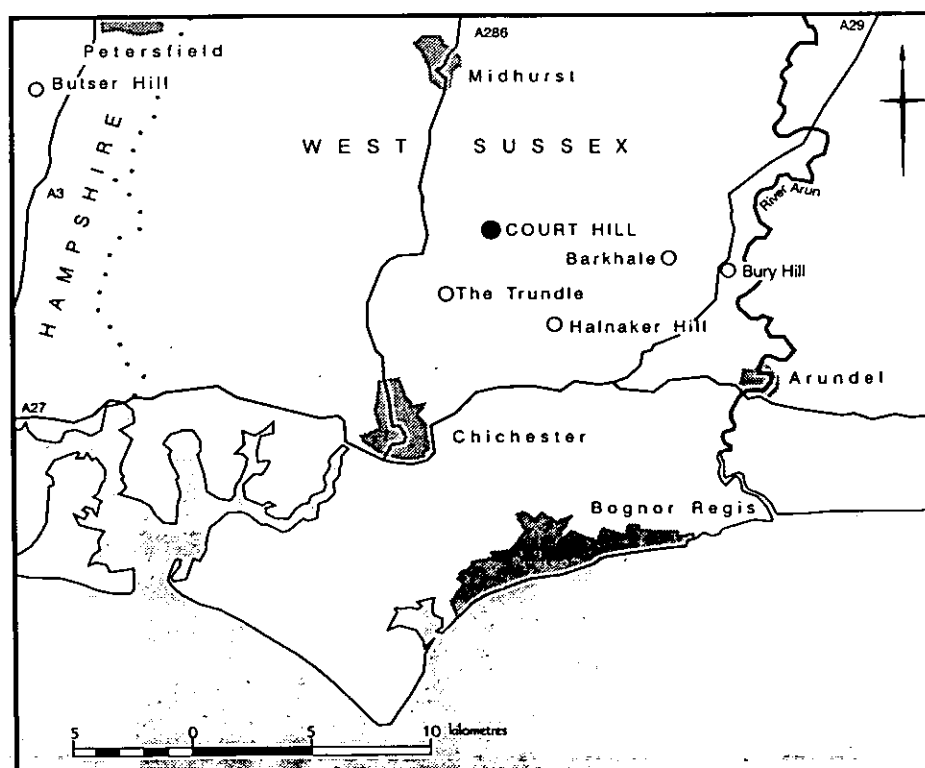 A286
A29
Petersfield
Butser Hill
Midhurst
HAMPSHIRE
WEST SUSSEX
A3
River Arun
COURT HILL
Barkhale
Bury Hill
The Trundle
Halnaker Hill
Arundel
A27
Chichester
Bognor Regis
5 0 5 10 kilometres